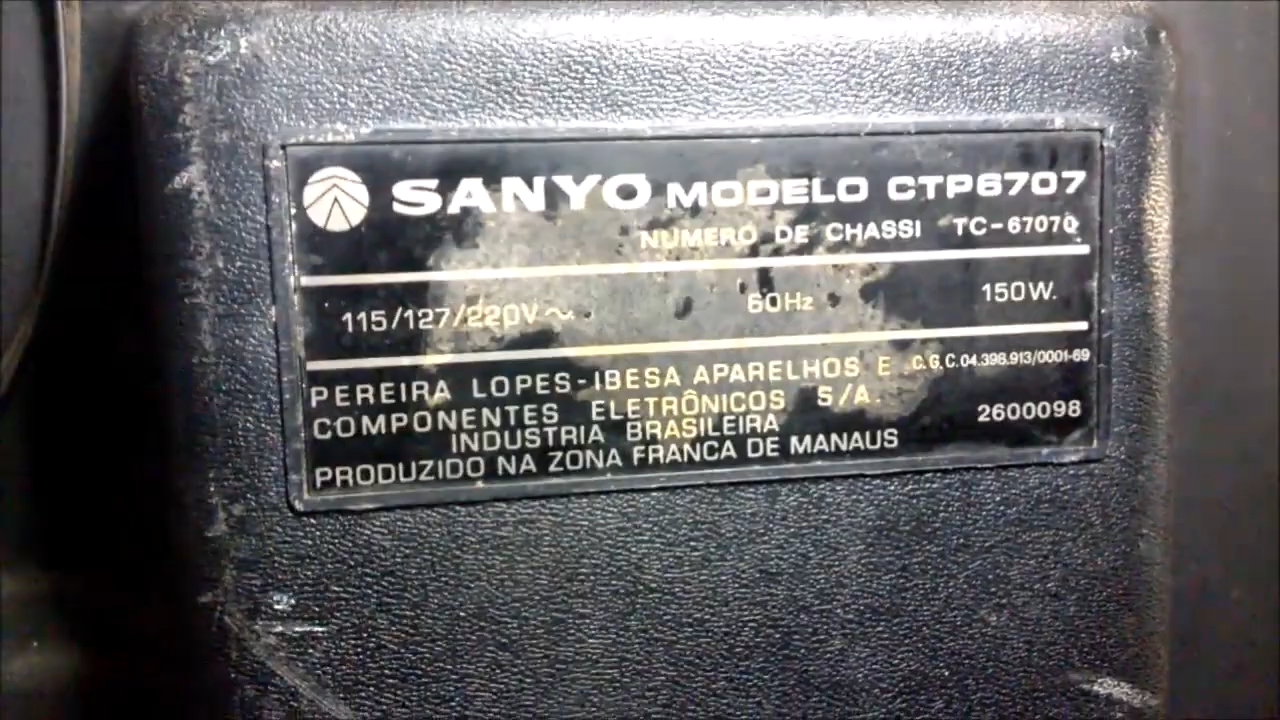 SANYO MODELO CTP6707
NUMERO DE CHASSI TC-67070
115/127/220V~ 60Hz 150W.
PEREIRA LOPES-IBESA APARELHOS E C.G.C.04.398.913/0001-69
COMPONENTES ELETRÔNICOS S/A. 2600098
INDUSTRIA BRASILEIRA
PRODUZIDO NA ZONA FRANCA DE MANAUS